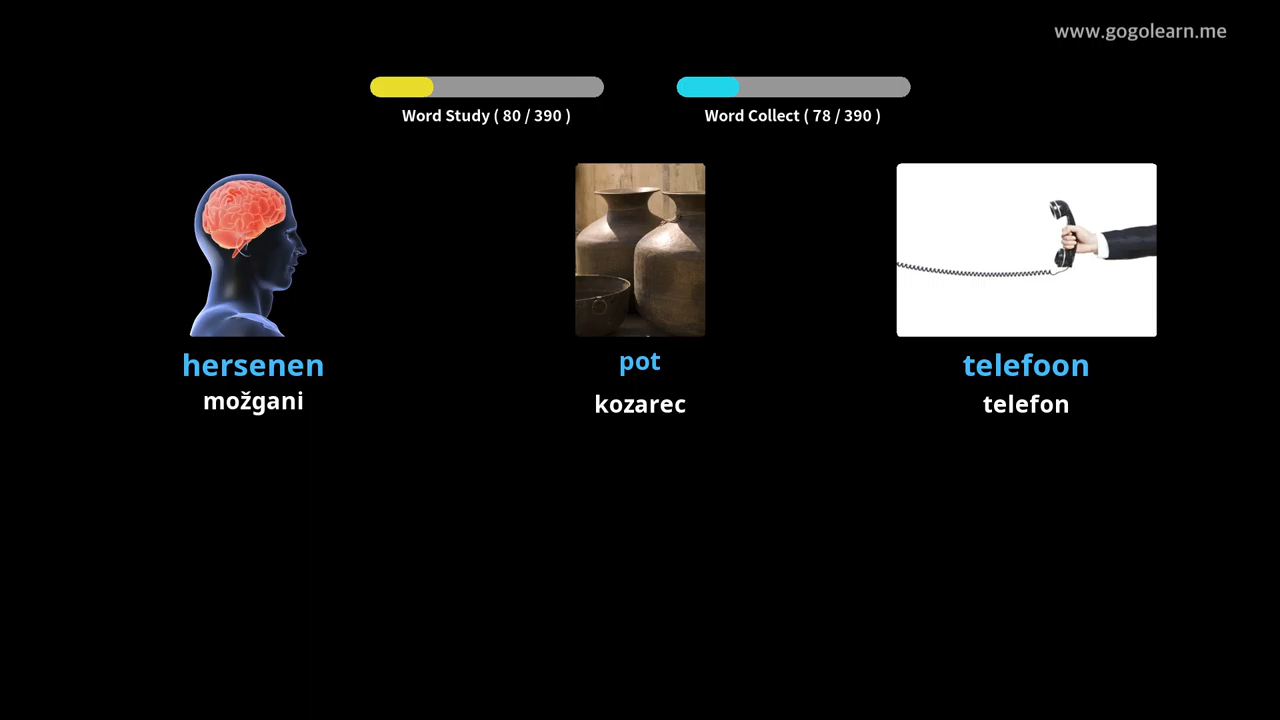 www.gogolearn.me
Word Study ( 80 / 390 )
Word Collect ( 78 / 390 )
hersenen
možgani
pot
kozarec
telefoon
telefon